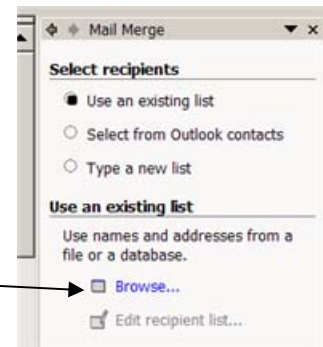 Mail Merge
Select recipients
Use an existing list
Select from Outlook contacts
Type a new list
Use an existing list
Use names and addresses from a
file or a database.
Browse...
Edit recipient list...